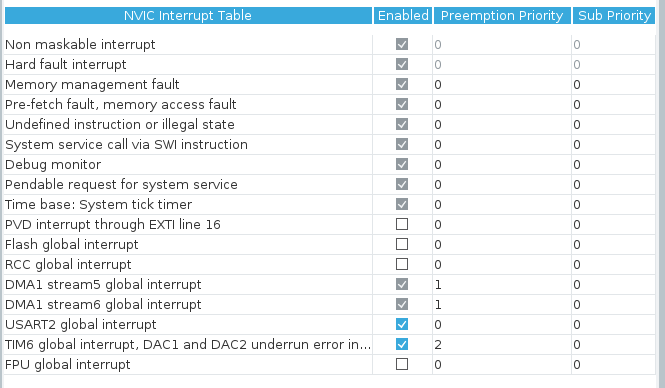 NVIC Interrupt Table Enabled Preemption Priority Sub Priority
Non maskable interrupt 0 0
Hard fault interrupt 0 0
Memory management fault 0 0
Pre-fetch fault, memory access fault 0 0
Undefined instruction or illegal state 0 0
System service call via SWI instruction 0 0
Debug monitor 0 0
Pendable request for system service 0 0
Time base: System tick timer 0 0
PVD interrupt through EXTI line 16 0 0
Flash global interrupt 0 0
RCC global interrupt 0 0
DMA1 stream5 global interrupt 1 0
DMA1 stream6 global interrupt 1 0
USART2 global interrupt 0 0
TIM6 global interrupt, DAC1 and DAC2 underrun error in... 2 0
FPU global interrupt 0 0